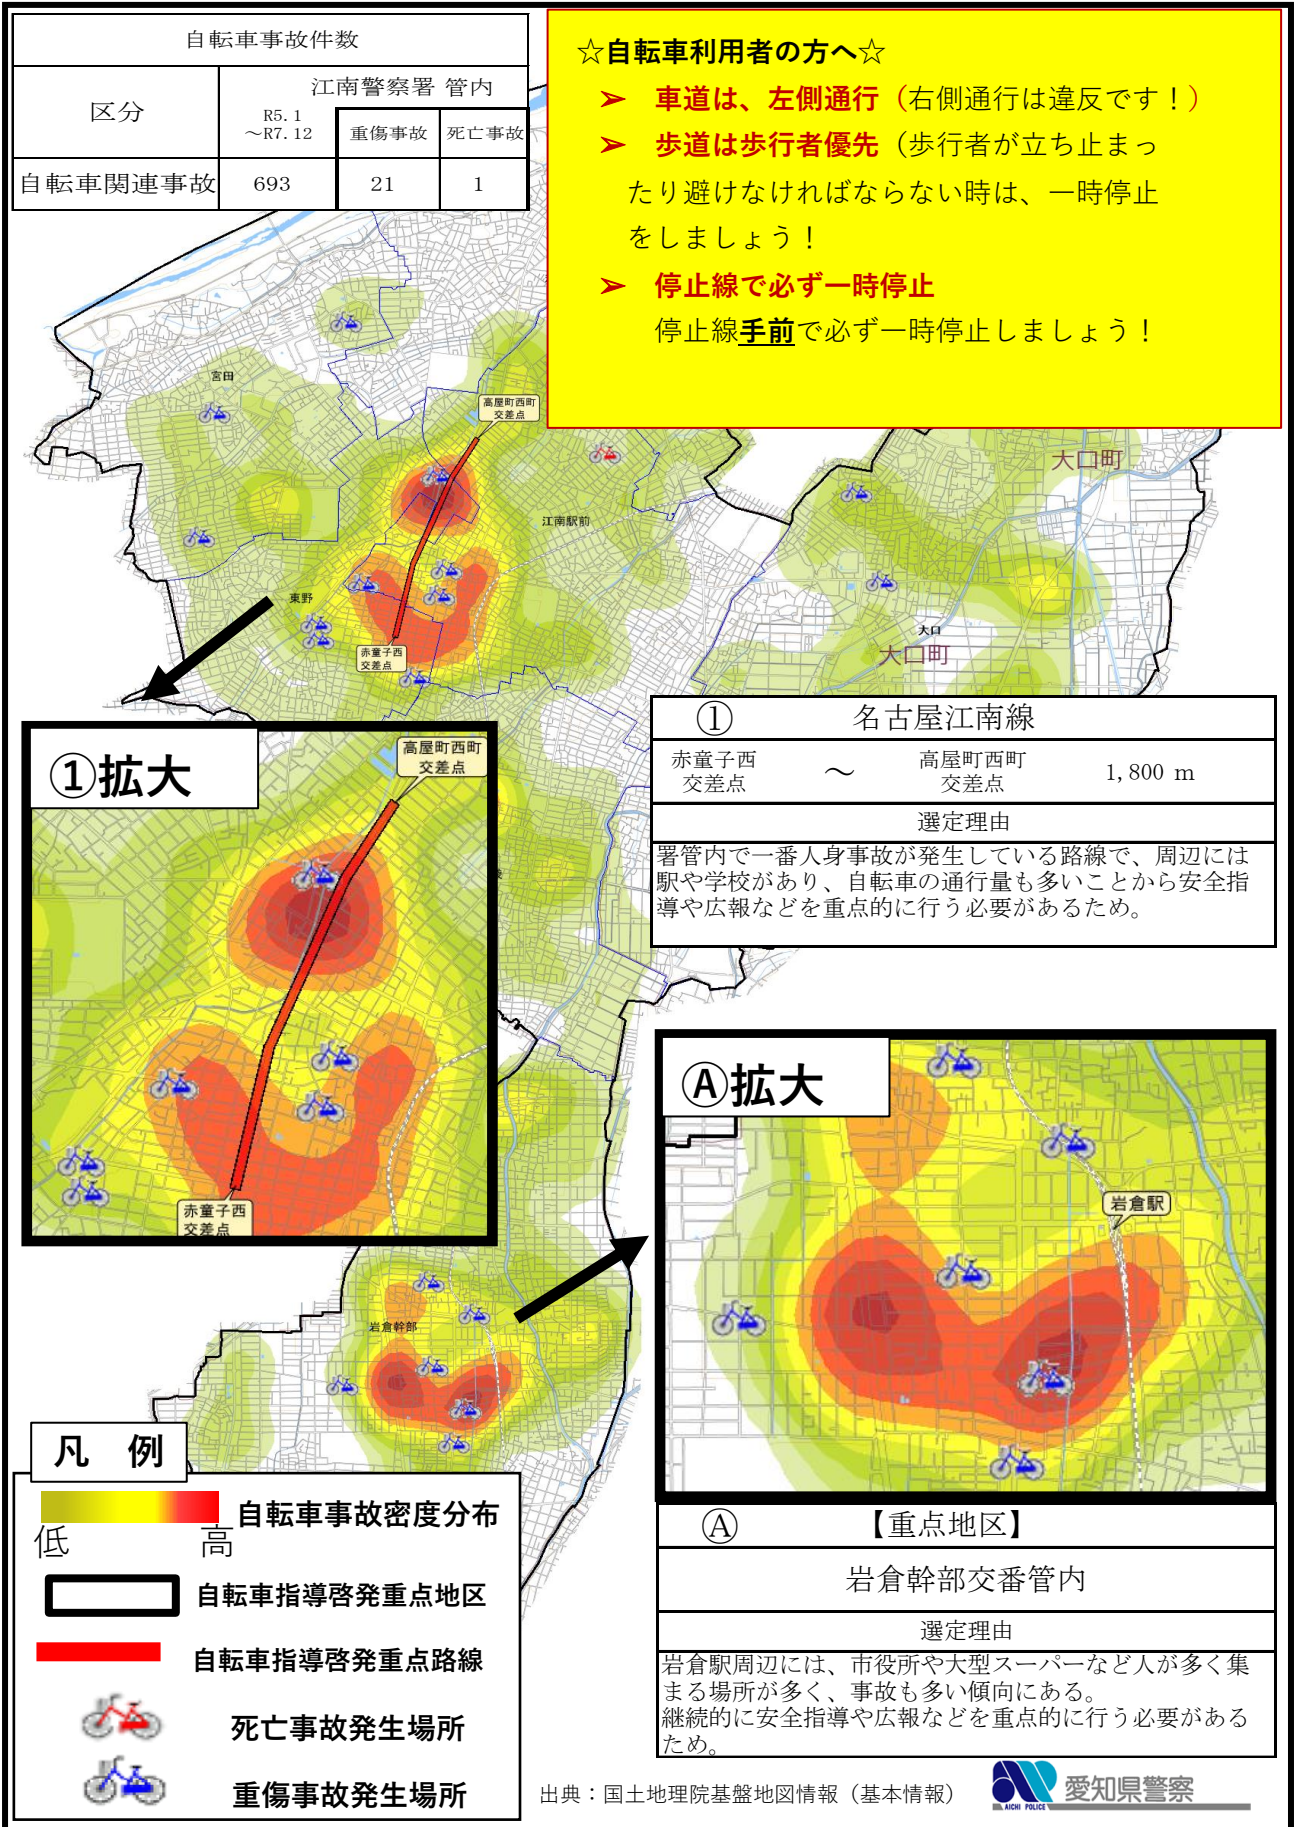 自転車事故件数
区分
江南警察署 管内
R5.1
～R7.12
重傷事故
死亡事故
自転車関連事故
693
21
1
☆自転車利用者の方へ☆
➢ 車道は、左側通行（右側通行は違反です！）
➢ 歩道は歩行者優先（歩行者が立ち止まっ
たり避けなければならない時は、一時停止
をしましょう！
➢ 停止線で必ず一時停止
停止線手前で必ず一時停止しましょう！
宮田
高屋町西町
交差点
大口町
江南駅前
東野
大口
大口町
赤童子西
交差点
①拡大
高屋町西町
交差点
赤童子西
交差点
① 名古屋江南線
赤童子西
交差点
～
高屋町西町
交差点
1,800 m
選定理由
署管内で一番人身事故が発生している路線で、周辺には
駅や学校があり、自転車の通行量も多いことから安全指
導や広報などを重点的に行う必要があるため。
Ⓐ拡大
岩倉駅
岩倉幹部
Ⓐ 【重点地区】
岩倉幹部交番管内
選定理由
岩倉駅周辺には、市役所や大型スーパーなど人が多く集
まる場所が多く、事故も多い傾向にある。
継続的に安全指導や広報などを重点的に行う必要がある
ため。
凡 例
自転車事故密度分布
低 高
自転車指導啓発重点地区
自転車指導啓発重点路線
死亡事故発生場所
重傷事故発生場所
出典：国土地理院基盤地図情報（基本情報）
AICHI POLICE
愛知県警察